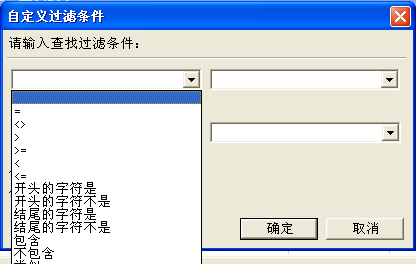 自定义过滤条件
请输入查找过滤条件:
=
<>
>
>=
<
<=
开头的字符是
开头的字符不是
结尾的字符是
结尾的字符不是
包含
不包含
确定
取消